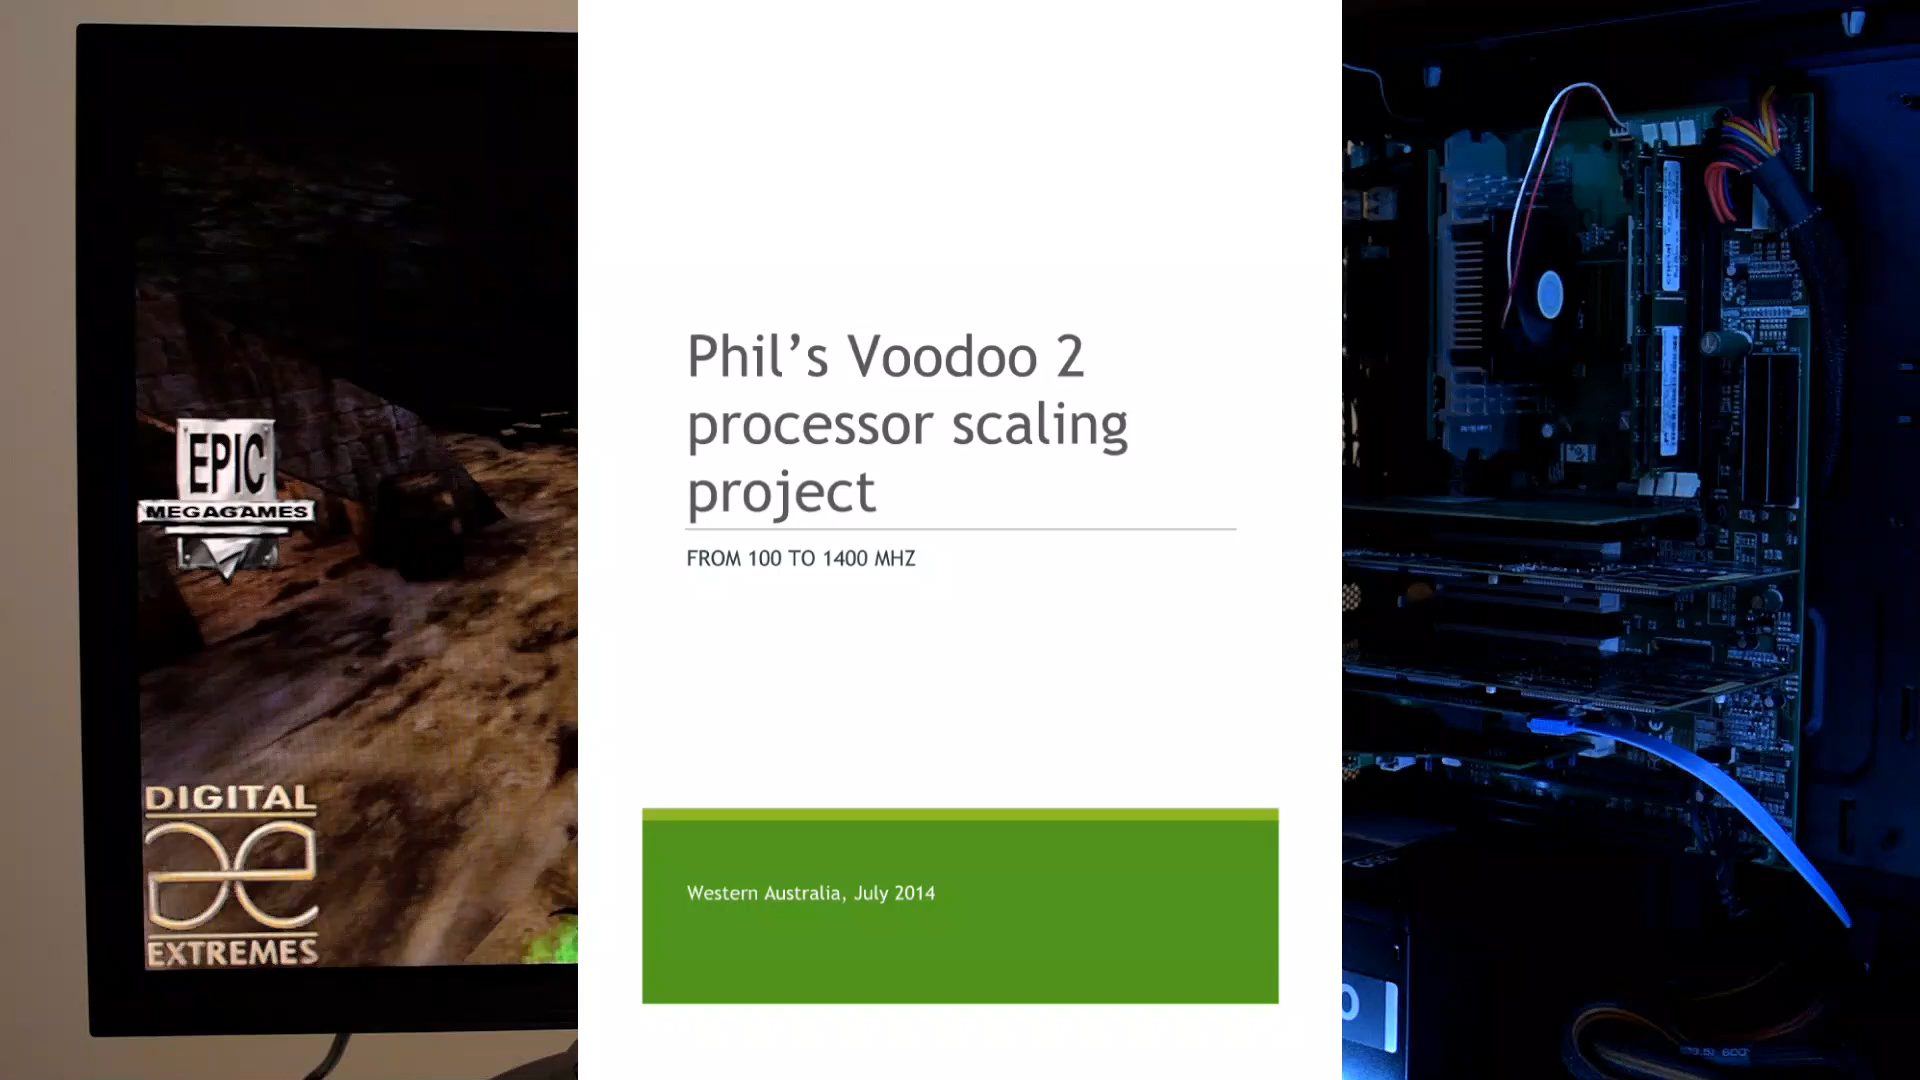 EPIC
MEGAGAMES
DIGITAL
EXTREMES
Phil’s Voodoo 2
processor scaling
project
FROM 100 TO 1400 MHZ
Western Australia, July 2014